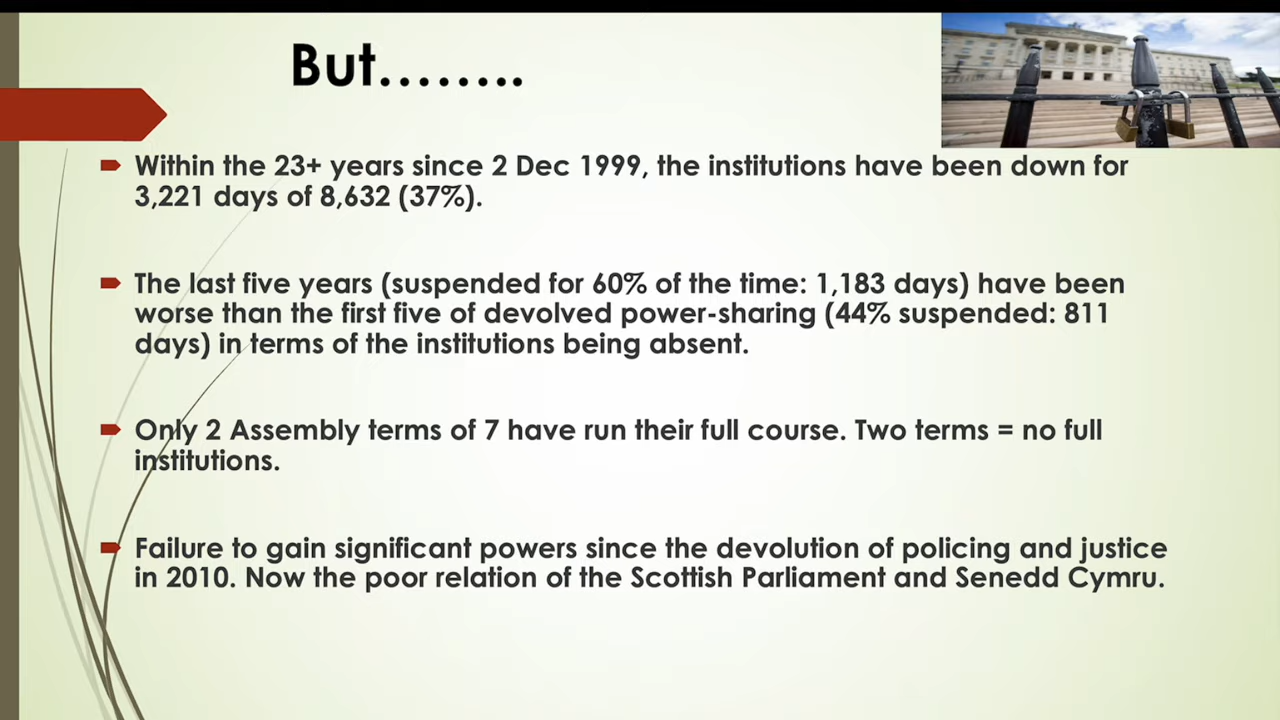 But……..
Within the 23+ years since 2 Dec 1999, the institutions have been down for
3,221 days of 8,632 (37%).
The last five years (suspended for 60% of the time: 1,183 days) have been
worse than the first five of devolved power-sharing (44% suspended: 811
days) in terms of the institutions being absent.
Only 2 Assembly terms of 7 have run their full course. Two terms = no full
institutions.
Failure to gain significant powers since the devolution of policing and justice
in 2010. Now the poor relation of the Scottish Parliament and Senedd Cymru.